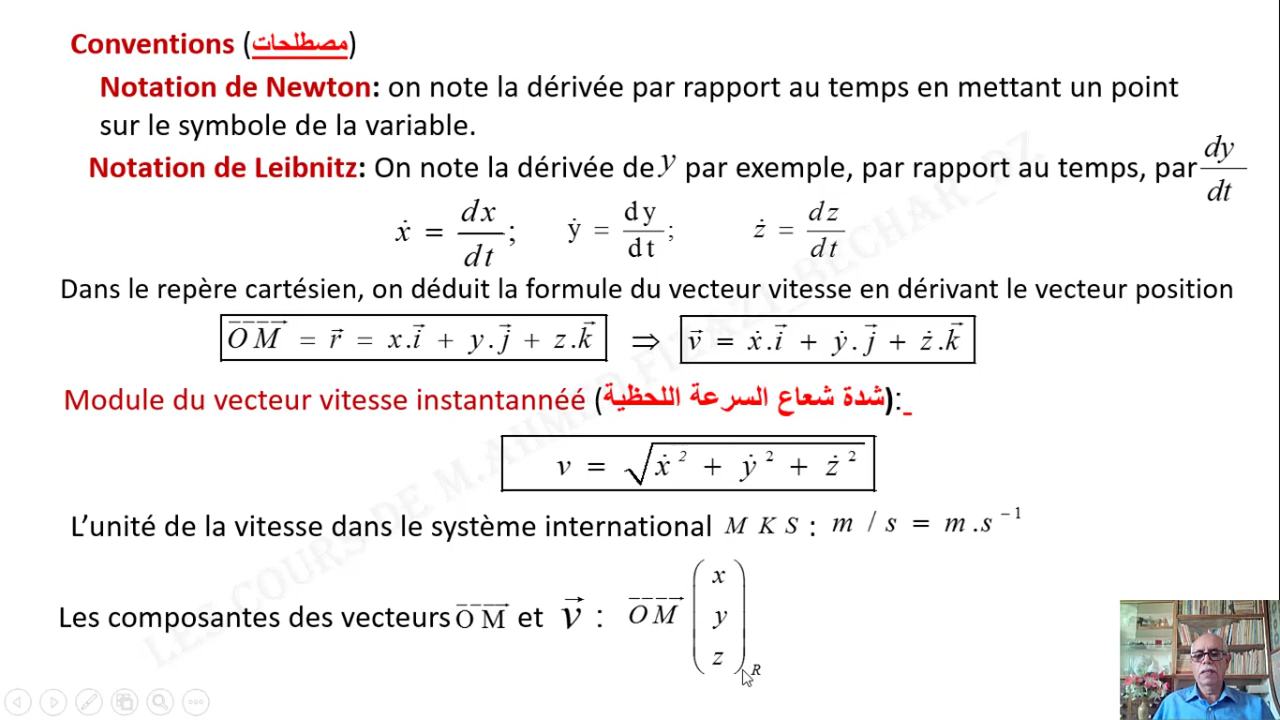 Conventions (مصطلحات)
Notation de Newton: on note la dérivée par rapport au temps en mettant un point
sur le symbole de la variable.
Notation de Leibnitz: On note la dérivée de y par exemple, par rapport au temps, par dy/dt
ẋ = dx/dt; ẏ = dy/dt; ż = dz/dt
Dans le repère cartésien, on déduit la formule du vecteur vitesse en dérivant le vecteur position
OM⃗ = r⃗ = x.i⃗ + y.j⃗ + z.k⃗ ⇒ v⃗ = ẋ.i⃗ + ẏ.j⃗ + ż.k⃗
Module du vecteur vitesse instantannéé (شدة شعاع السرعة اللحظية):
v = √(ẋ² + ẏ² + ż²)
L’unité de la vitesse dans le système international M K S : m / s = m .s⁻¹
Les composantes des vecteurs OM⃗ et v⃗ : OM⃗ (x y z)R